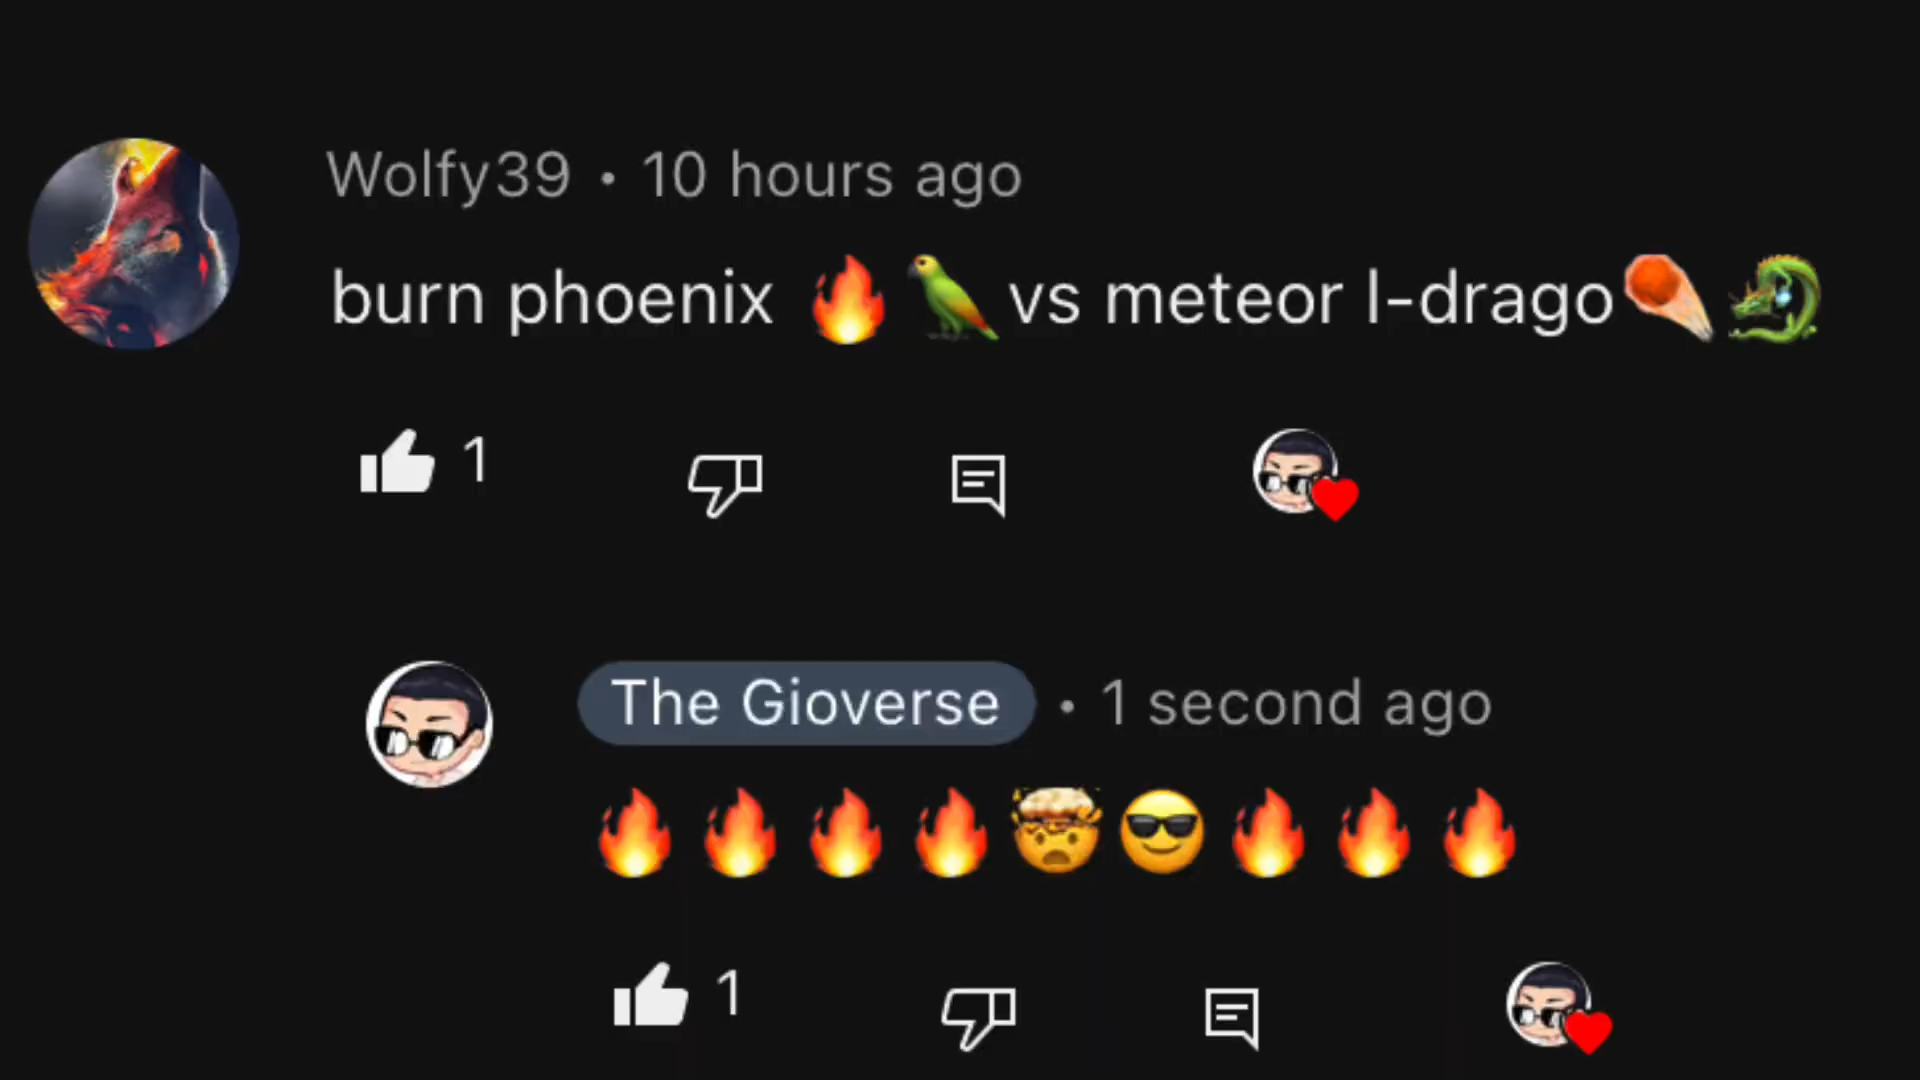 Wolfy39 • 10 hours ago
burn phoenix 🔥🦜vs meteor l-drago☄️🐉
1
The Gioverse • 1 second ago
🔥🔥🔥🔥🤯😎🔥🔥🔥
1